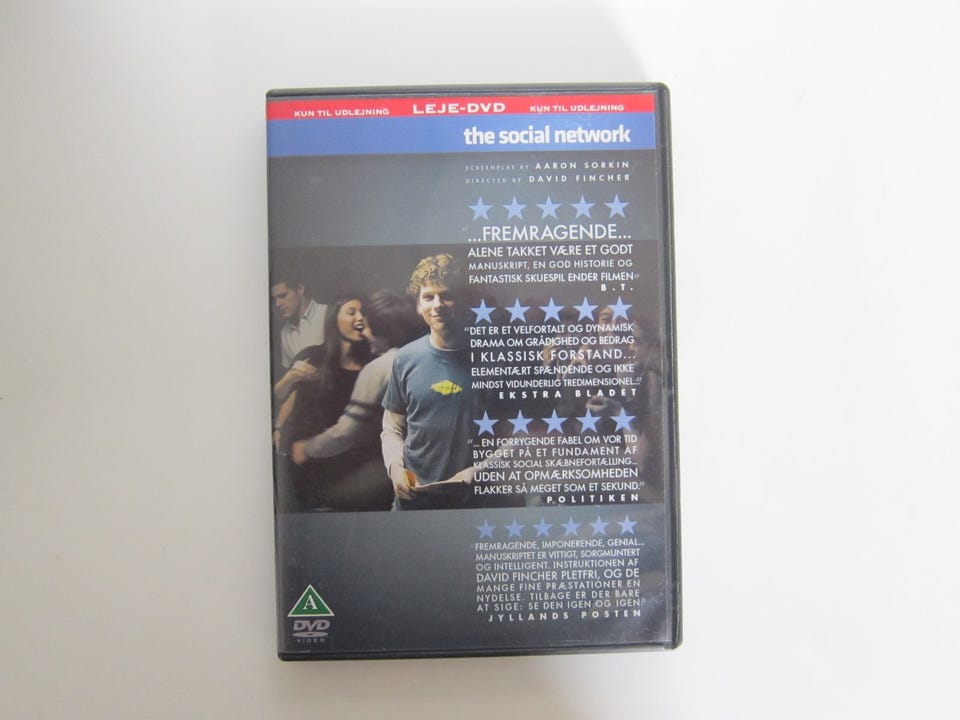 KUN TIL UDLEJNING LEJE-DVD KUN TIL UDLEJNING
the social network
SCREENPLAY BY AARON SORKIN
DIRECTED BY DAVID FINCHER
"...FREMRAGENDE...
ALENE TAKKET VÆRE ET GODT
MANUSKRIPT, EN GOD HISTORIE OG
FANTASTISK SKUESPIL ENDER FILMEN"
B.T.
"DET ER ET VELFORTALT OG DYNAMISK
DRAMA OM GRÅDIGHED OG BEDRAG
I KLASSISK FORSTAND...
ELEMENTÆRT SPÆNDENDE OG IKKE
MINDST VIDUNDERLIG TREDIMENSIONEL."
EKSTRA BLADET
"... EN FORRYGENDE FABEL OM VOR TID
BYGGET PÅ ET FUNDAMENT AF
KLASSISK SOCIAL SKÆBNEFORTÆLLING...
UDEN AT OPMÆRKSOMHEDEN
FLAKKER SÅ MEGET SOM ET SEKUND."
POLITIKEN
"FREMRAGENDE, IMPONERENDE, GENIAL...
MANUSKRIPTET ER VITTIGT, SORGMUNTERT
OG INTELLIGENT. INSTRUKTIONEN AF
DAVID FINCHER PLETFRI, OG DE
MANGE FINE PRÆSTATIONER EN
NYDELSE. TILBAGE ER DER BARE
AT SIGE: SE DEN IGEN OG IGEN"
JYLLANDS POSTEN
A
DVD
VIDEO